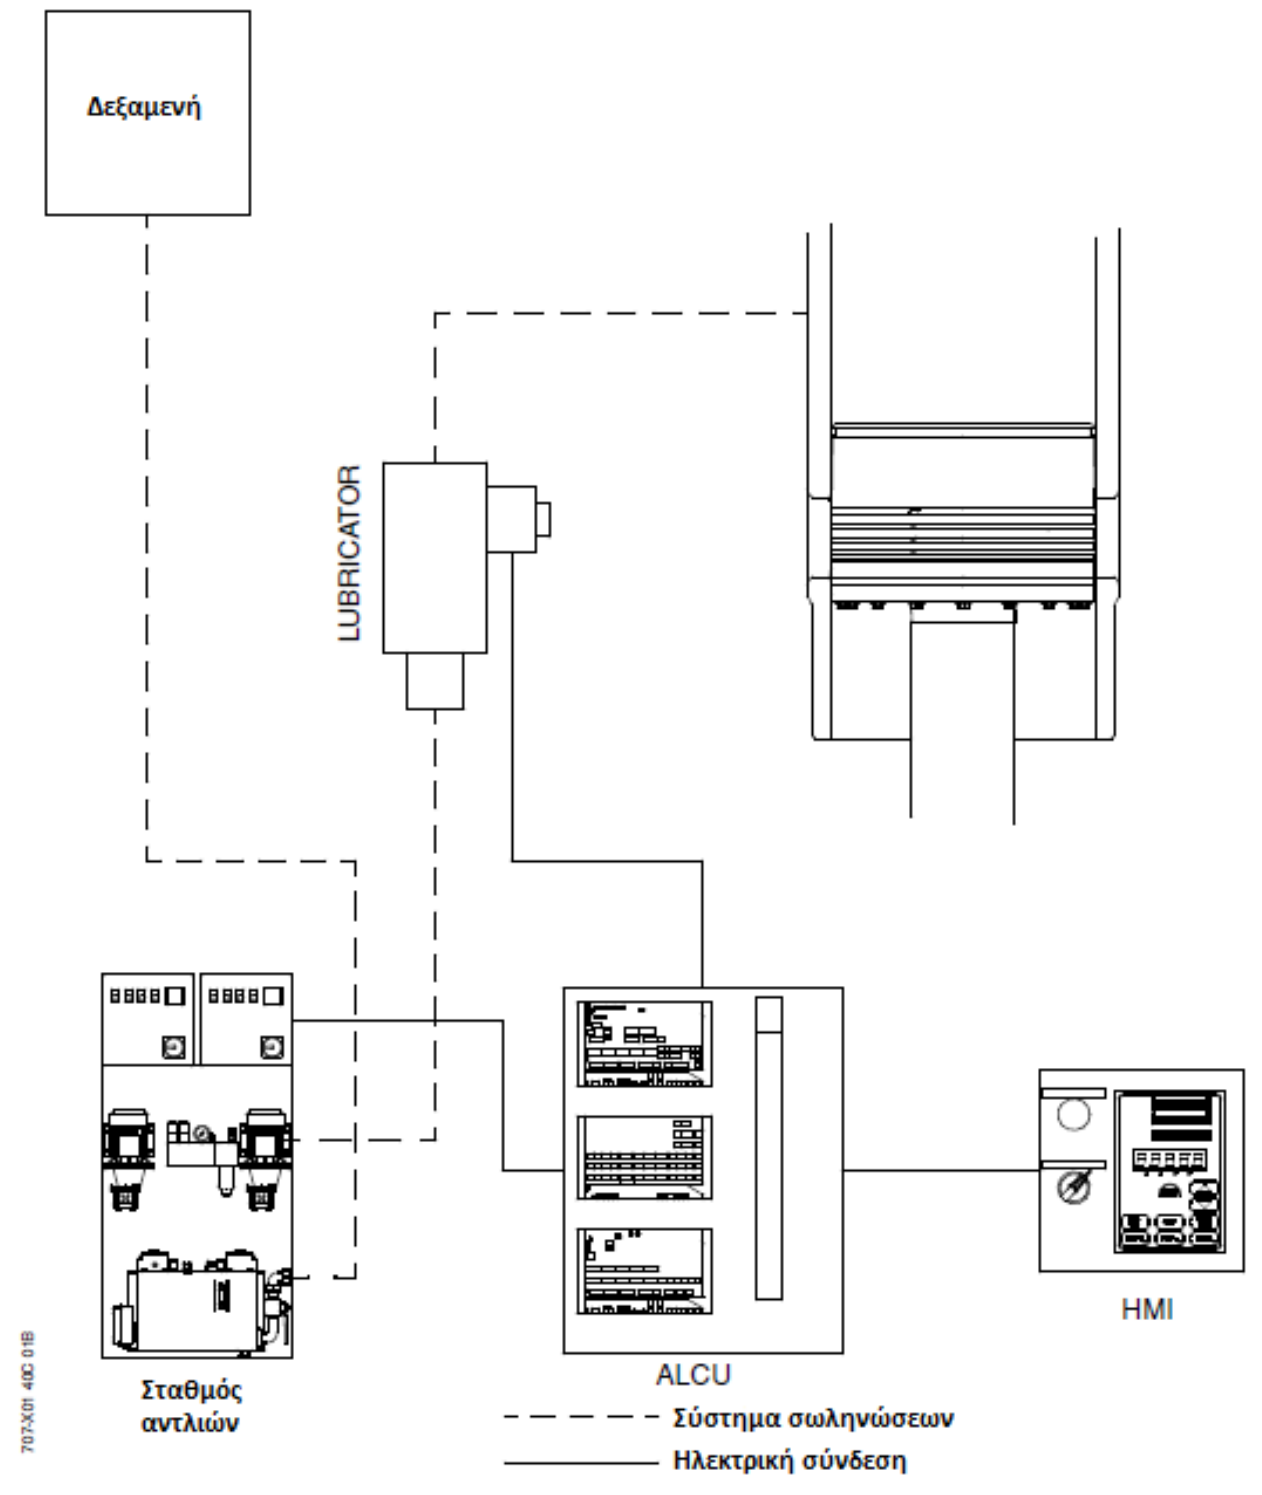 Δεξαμενή
LUBRICATOR
HMI
ALCU
Σταθμός
αντλιών
Σύστημα σωληνώσεων
Ηλεκτρική σύνδεση
707-X01 40C 01B